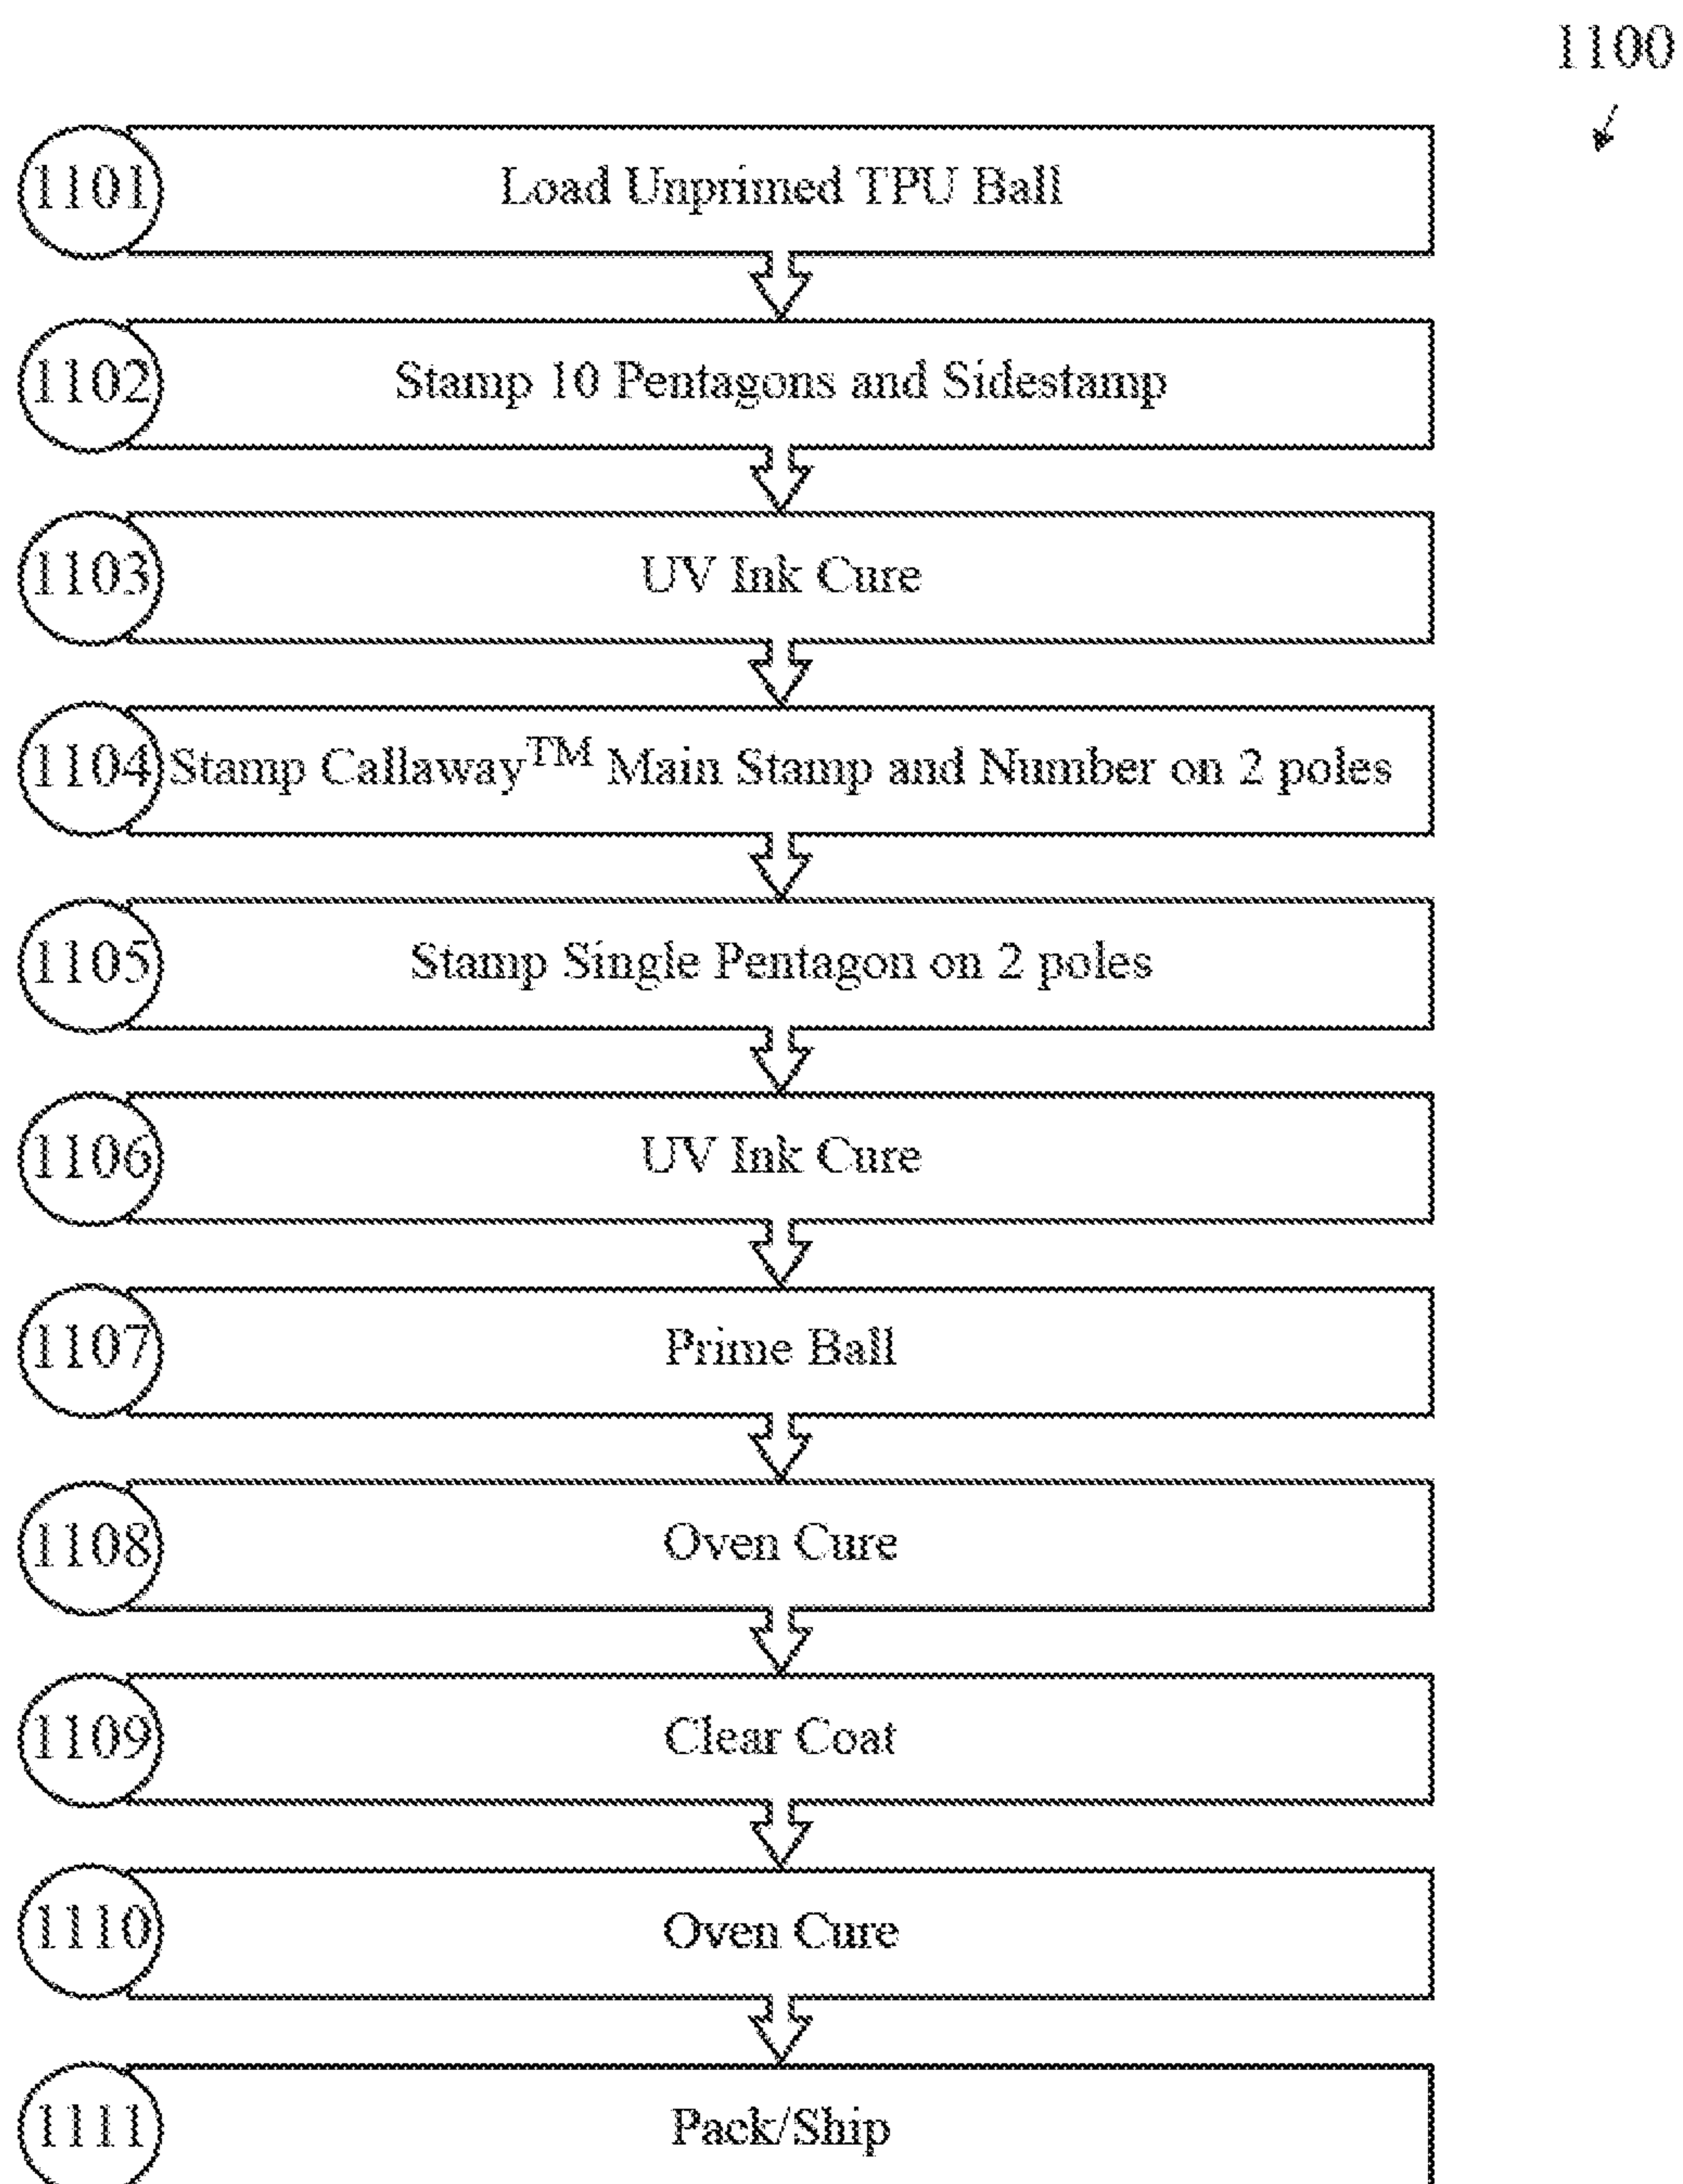 1100
1101 Load Unprimed TPU Ball
1102 Stamp 10 Pentagons and Sidestamp
1103 UV Ink Cure
1104 Stamp Callaway™ Main Stamp and Number on 2 poles
1105 Stamp Single Pentagon on 2 poles
1106 UV Ink Cure
1107 Prime Ball
1108 Oven Cure
1109 Clear Coat
1110 Oven Cure
1111 Pack/Ship